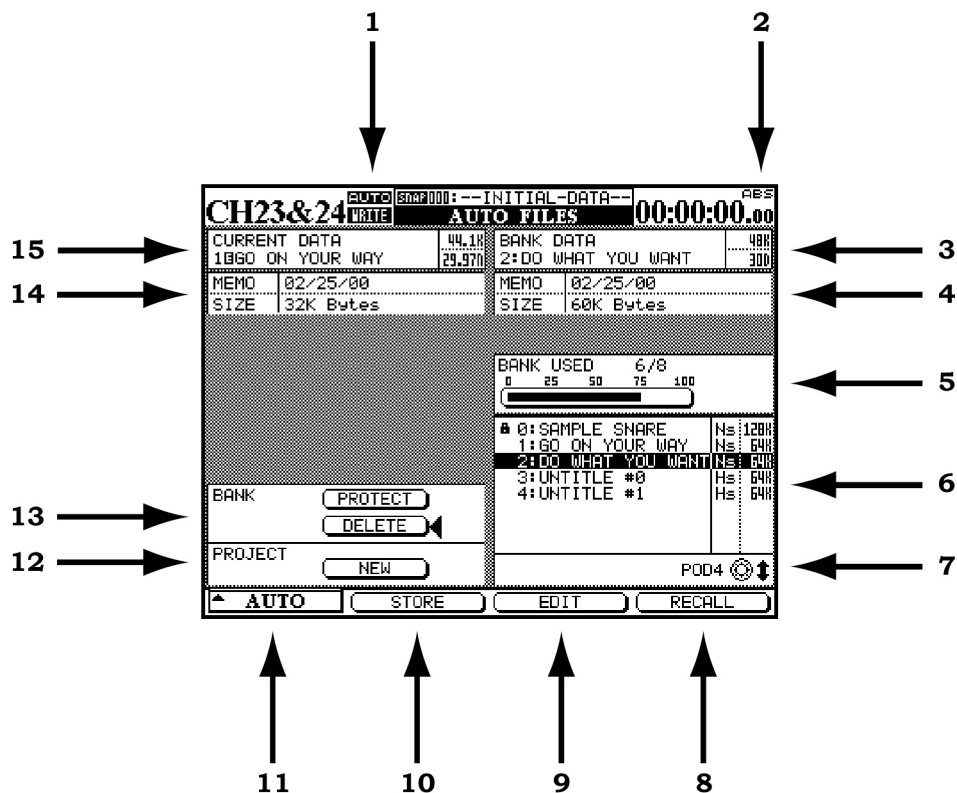 1
2
CH23&24 AUTO WRITE
SNAP 000:--INITIAL-DATA--
AUTO FILES
ABS
00:00:00.00
15
CURRENT DATA 44.1K
GO ON YOUR WAY
BANK DATA 48K
2:DO WHAT YOU WANT 30D
3
14
MEMO 02/25/00
SIZE 32K Bytes
MEMO 02/25/00
SIZE 60K Bytes
4
BANK USED 6/8
0 25 50 75 100
5
0:SAMPLE SNARE Ns 128K
1:GO ON YOUR WAY Ns 64K
2:DO WHAT YOU WANT Ns 64K
3:UNTITLE #0 Hs 64K
4:UNTITLE #1 Hs 64K
6
13
BANK PROTECT
DELETE
12
PROJECT
NEW
POD4
7
AUTO STORE EDIT RECALL
11 10 9 8